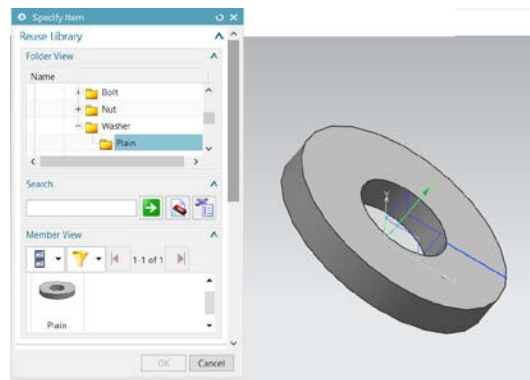 Specify Item
Reuse Library
Folder View
Name
Bolt
Nut
Washer
Plain
Search
Member View
1-1 of 1
Plain
OK
Cancel